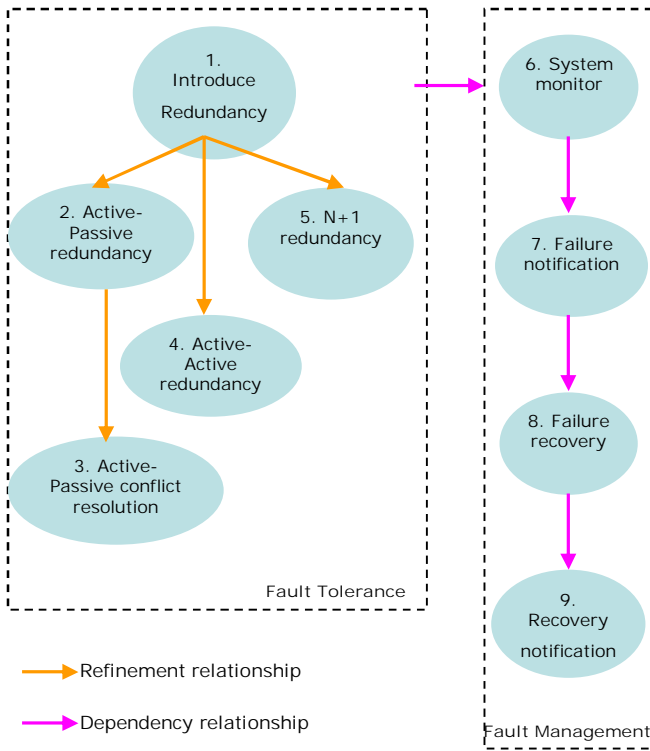 1.
Introduce
Redundancy
2. Active-
Passive
redundancy
5. N+1
redundancy
4. Active-
Active
redundancy
3. Active-
Passive conflict
resolution
Fault Tolerance
6. System
monitor
7. Failure
notification
8. Failure
recovery
9.
Recovery
notification
Fault Management
Refinement relationship
Dependency relationship